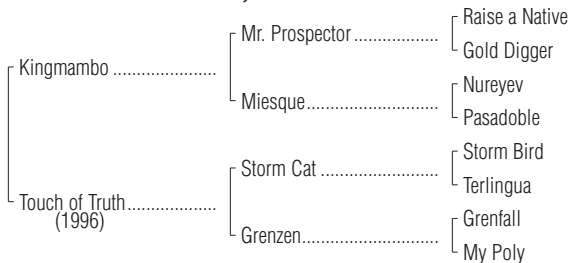 Raise a Native
Mr. Prospector ..................
Gold Digger
Kingmambo ......................
Nureyev
Miesque............................
Pasadoble
Storm Bird
Storm Cat .........................
Terlingua
Touch of Truth...................
(1996)
Grenfall
Grenzen.............................
My Poly